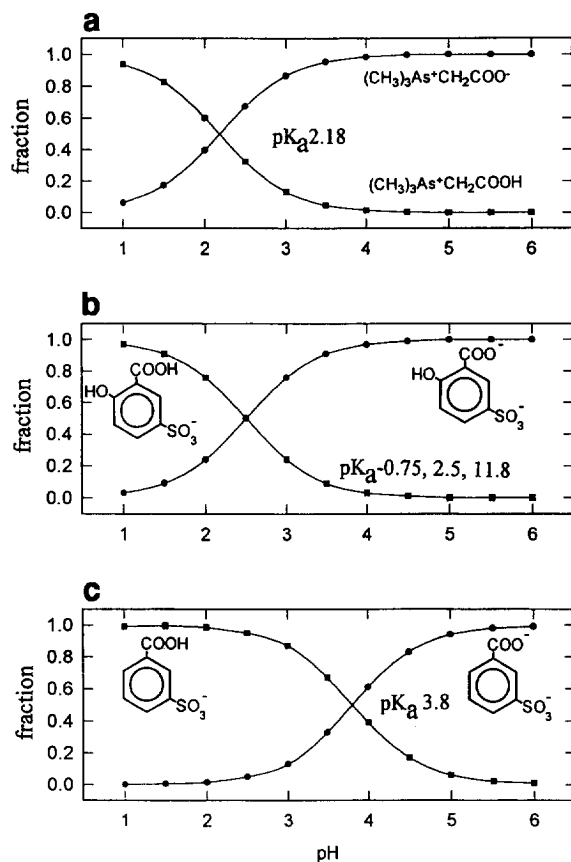 a
fraction
1.0
0.8
0.6
0.4
0.2
0.0
(CH₃)₃As⁺CH₂COO⁻
pKa 2.18
(CH₃)₃As⁺CH₂COOH
1 2 3 4 5 6
b
fraction
1.0
0.8
0.6
0.4
0.2
0.0
COOH
HO
SO₃⁻
COO⁻
HO
SO₃⁻
pKa-0.75, 2.5, 11.8
1 2 3 4 5 6
c
fraction
1.0
0.8
0.6
0.4
0.2
0.0
COOH
SO₃⁻
COO⁻
SO₃⁻
pKa 3.8
1 2 3 4 5 6
pH